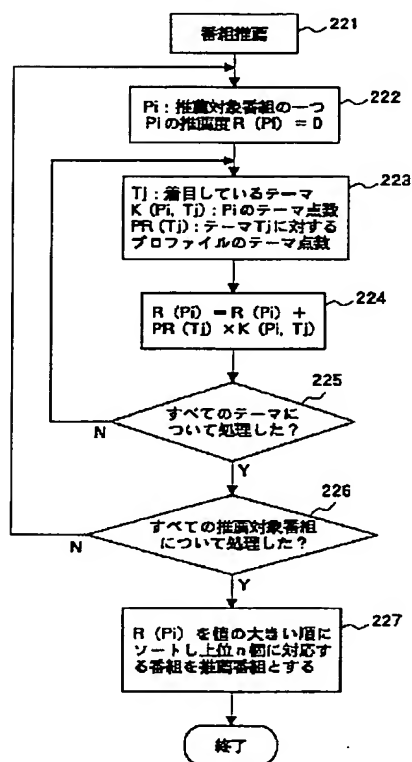 番組推薦
221
Pi：推薦対象番組の一つ
Piの推薦度R（Pi）＝0
222
Tj：着目しているテーマ
K（Pi，Tj）：Piのテーマ点数
PR（Tj）：テーマTjに対する
プロファイルのテーマ点数
223
R（Pi）＝R（Pi）＋
PR（Tj）×K（Pi，Tj）
224
225
すべてのテーマに
ついて処理した？
N
Y
226
すべての推薦対象番組
について処理した？
N
Y
R（Pi）を値の大きい順に
ソートし上位n個に対応す
る番組を推薦番組とする
227
終了